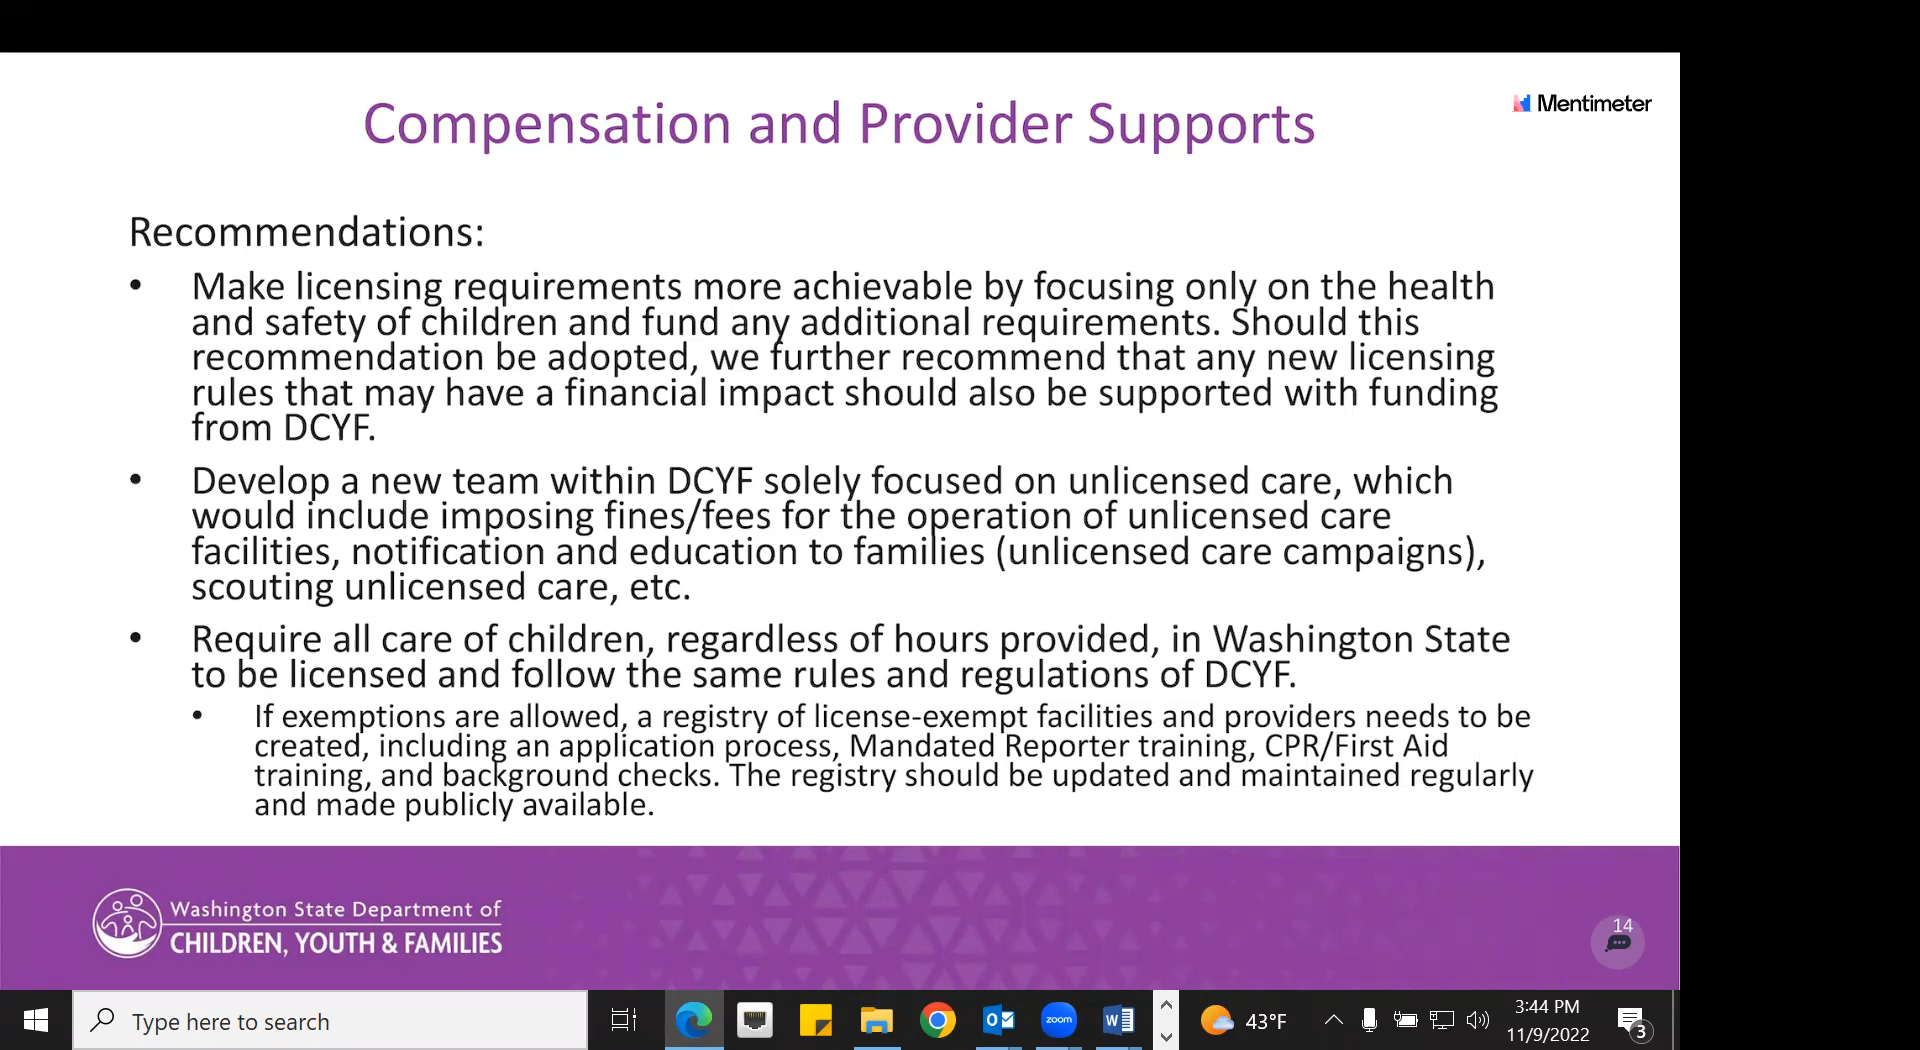 Compensation and Provider Supports
Mentimeter
Recommendations:
• Make licensing requirements more achievable by focusing only on the health
and safety of children and fund any additional requirements. Should this
recommendation be adopted, we further recommend that any new licensing
rules that may have a financial impact should also be supported with funding
from DCYF.
• Develop a new team within DCYF solely focused on unlicensed care, which
would include imposing fines/fees for the operation of unlicensed care
facilities, notification and education to families (unlicensed care campaigns),
scouting unlicensed care, etc.
• Require all care of children, regardless of hours provided, in Washington State
to be licensed and follow the same rules and regulations of DCYF.
• If exemptions are allowed, a registry of license-exempt facilities and providers needs to be
created, including an application process, Mandated Reporter training, CPR/First Aid
training, and background checks. The registry should be updated and maintained regularly
and made publicly available.
Washington State Department of
CHILDREN, YOUTH & FAMILIES
14
Type here to search
zoom
43°F
3:44 PM
11/9/2022
3